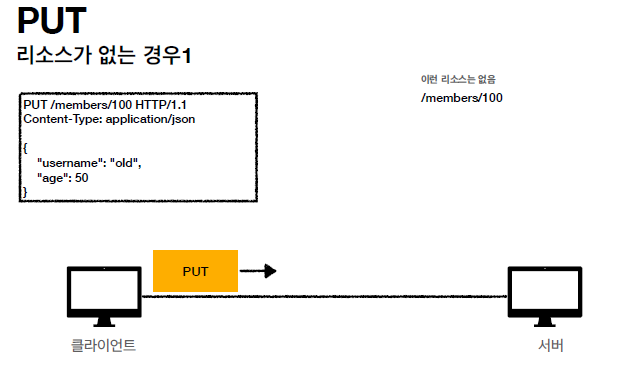 PUT
리소스가 없는 경우1
이런 리소스는 없음
/members/100
PUT /members/100 HTTP/1.1
Content-Type: application/json
{
"username": "old",
"age": 50
}
PUT
클라이언트
서버